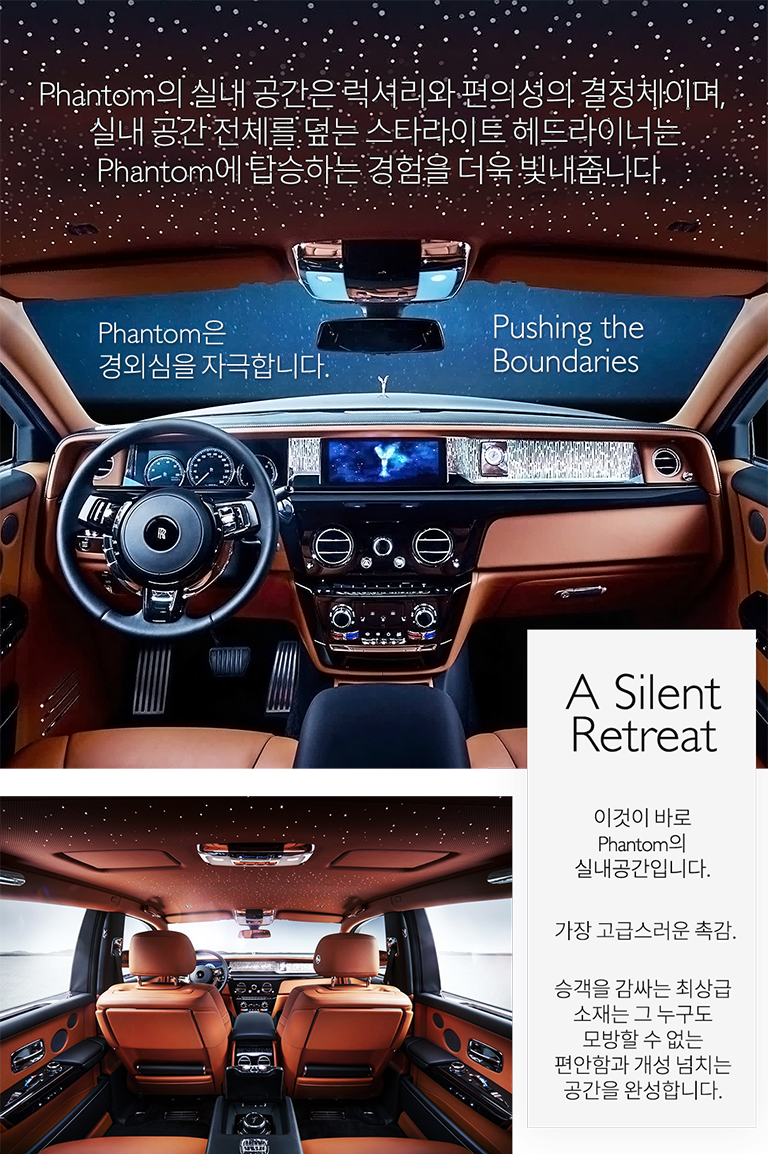 Phantom의 실내 공간은 럭셔리와 편의성의 결정체이며,
실내 공간 전체를 덮는 스타라이트 헤드라이너는
Phantom에 탑승하는 경험을 더욱 빛내줍니다.
Phantom은
경외심을 자극합니다.
Pushing the
Boundaries
A Silent
Retreat
이것이 바로
Phantom의
실내공간입니다.
가장 고급스러운 촉감.
승객을 감싸는 최상급
소재는 그 누구도
모방할 수 없는
편안함과 개성 넘치는
공간을 완성합니다.